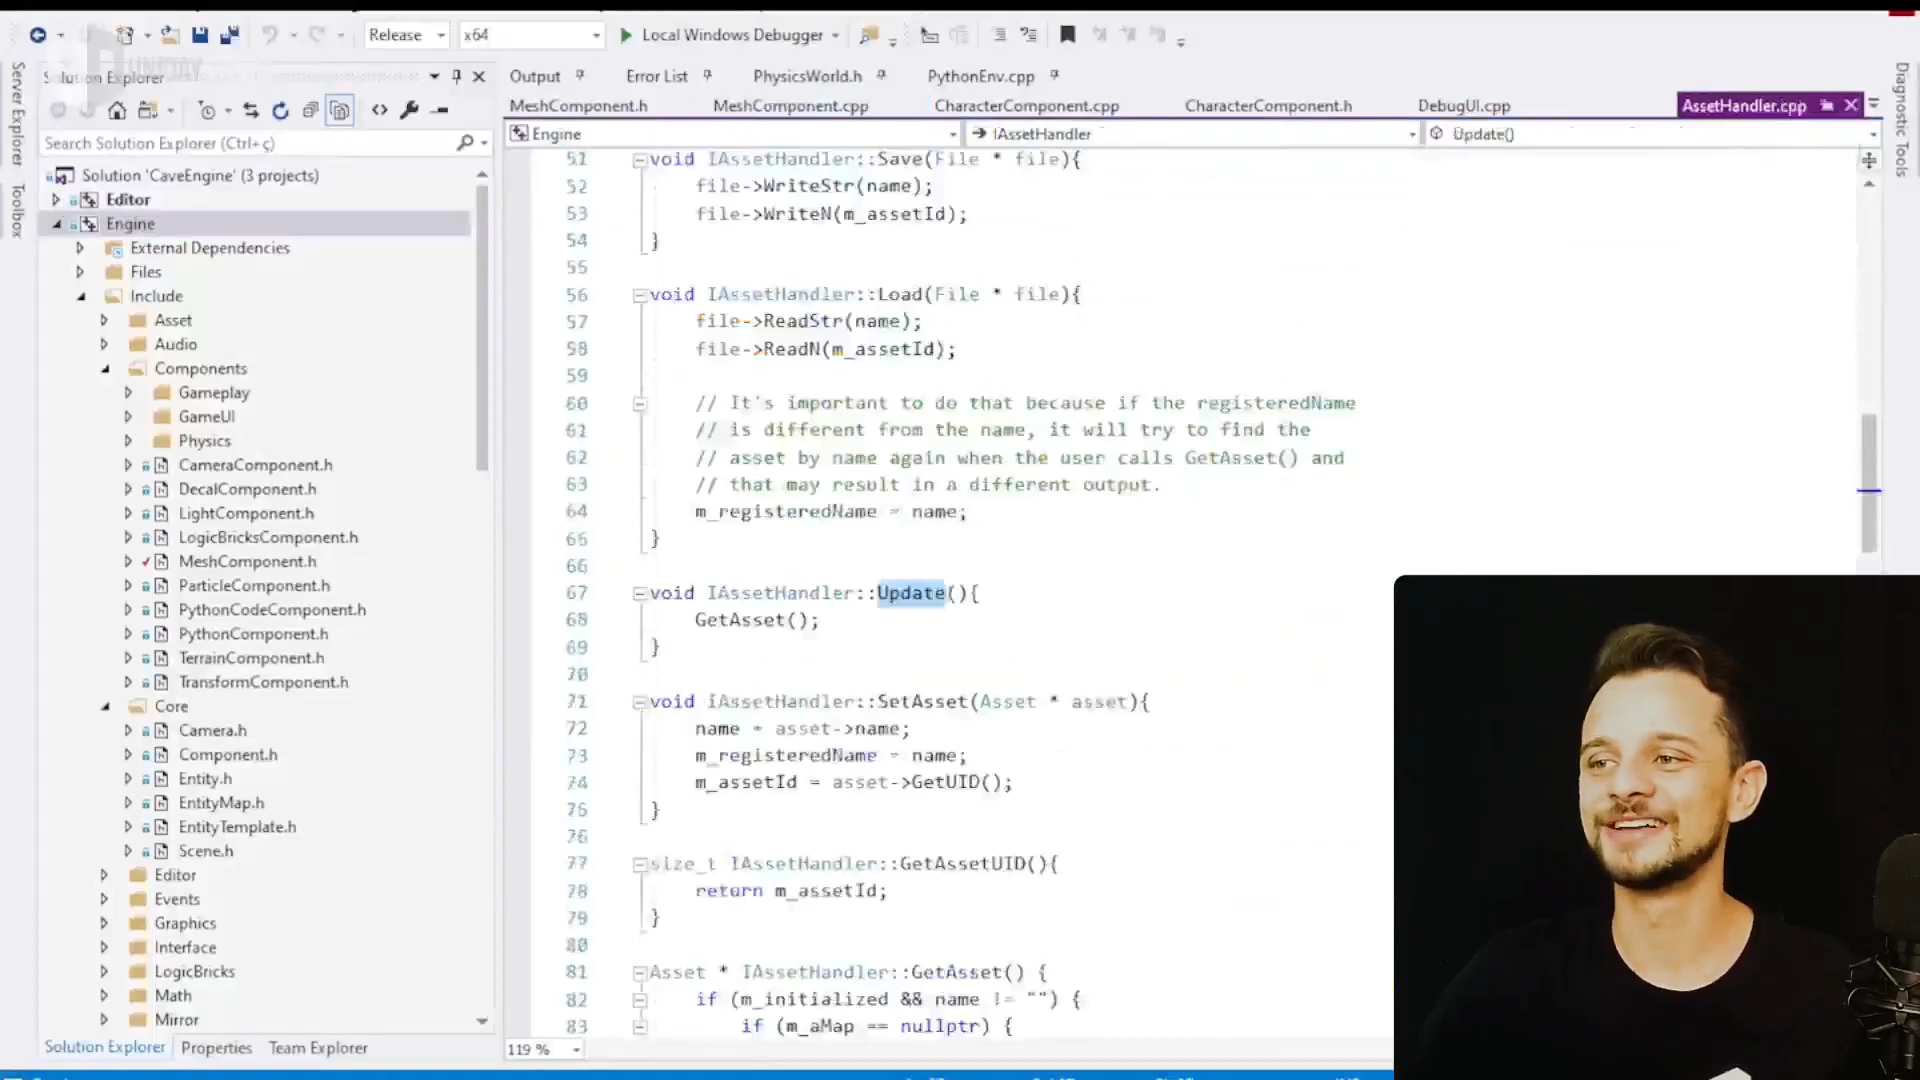 Release
x64
Local Windows Debugger
Server Explorer
Toolbox
Solution Explorer
Search Solution Explorer (Ctrl+ç)
Solution 'CaveEngine' (3 projects)
Editor
Engine
External Dependencies
Files
Include
Asset
Audio
Components
Gameplay
GameUI
Physics
CameraComponent.h
DecalComponent.h
LightComponent.h
LogicBricksComponent.h
MeshComponent.h
ParticleComponent.h
PythonCodeComponent.h
PythonComponent.h
TerrainComponent.h
TransformComponent.h
Core
Camera.h
Component.h
Entity.h
EntityMap.h
EntityTemplate.h
Scene.h
Editor
Events
Graphics
Interface
LogicBricks
Math
Mirror
Solution Explorer Properties Team Explorer
Output Error List PhysicsWorld.h PythonEnv.cpp
MeshComponent.h MeshComponent.cpp CharacterComponent.cpp CharacterComponent.h DebugUI.cpp AssetHandler.cpp
Engine IAssetHandler Update()
51 void IAssetHandler::Save(File * file){
52 file->WriteStr(name);
53 file->WriteN(m_assetId);
54 }
55
56 void IAssetHandler::Load(File * file){
57 file->ReadStr(name);
58 file->ReadN(m_assetId);
59
60 // It's important to do that because if the registeredName
61 // is different from the name, it will try to find the
62 // asset by name again when the user calls GetAsset() and
63 // that may result in a different output.
64 m_registeredName = name;
65 }
66
67 void IAssetHandler::Update(){
68 GetAsset();
69 }
70
71 void IAssetHandler::SetAsset(Asset * asset){
72 name = asset->name;
73 m_registeredName = name;
74 m_assetId = asset->GetUID();
75 }
76
77 size_t IAssetHandler::GetAssetUID(){
78 return m_assetId;
79 }
80
81 Asset * IAssetHandler::GetAsset() {
82 if (m_initialized && name != "") {
83 if (m_aMap == nullptr) {
119 %
Diagnostic Tools